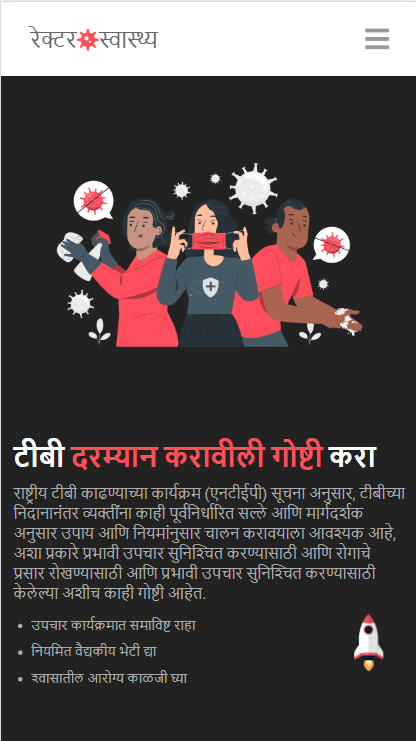 रेक्टर स्वास्थ्य
टीबी दरम्यान करावीली गोष्टी करा
राष्ट्रीय टीबी काढण्याच्या कार्यक्रम (एनटीईपी) सूचना अनुसार, टीबीच्या
निदानानंतर व्यक्तींना काही पूर्वनिर्धारित सल्ले आणि मार्गदर्शक
अनुसार उपाय आणि नियमांनुसार चालन करावयाला आवश्यक आहे,
अशा प्रकारे प्रभावी उपचार सुनिश्चित करण्यासाठी आणि रोगाचे
प्रसार रोखण्यासाठी आणि प्रभावी उपचार सुनिश्चित करण्यासाठी
केलेल्या अशीच काही गोष्टी आहेत.
• उपचार कार्यक्रमात समाविष्ट राहा
• नियमित वैद्यकीय भेटी द्या
• श्वासातील आरोग्य काळजी घ्या